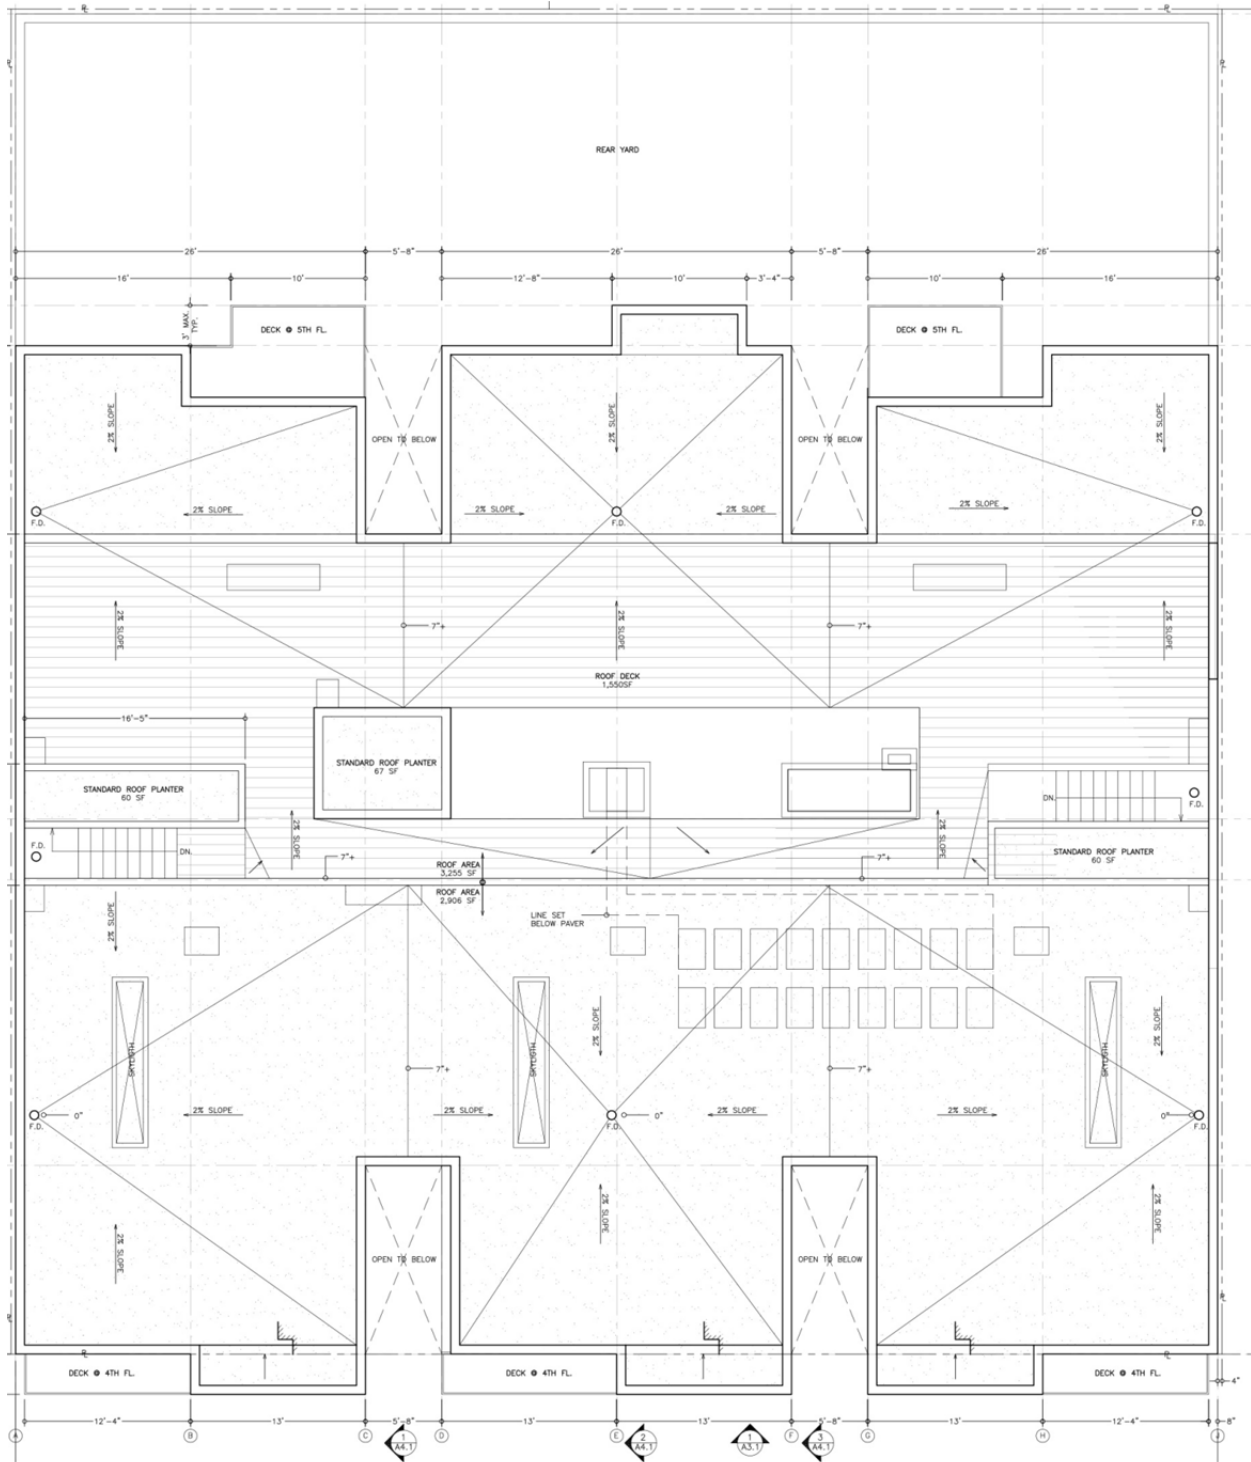 REAR YARD
26'
5'-8"
26'
5'-8"
26'
16'
10'
12'-8"
10'
3'-4"
10'
16'
3' MAX.
TYP.
DECK @ 5TH FL.
DECK @ 5TH FL.
2% SLOPE
2% SLOPE
2% SLOPE
OPEN TO BELOW
OPEN TO BELOW
2% SLOPE
2% SLOPE
2% SLOPE
2% SLOPE
F.D.
F.D.
F.D.
2% SLOPE
2% SLOPE
2% SLOPE
7"+
7"+
ROOF DECK
1,550SF
16'-5"
STANDARD ROOF PLANTER
67 SF
STANDARD ROOF PLANTER
60 SF
DN.
F.D.
2% SLOPE
2% SLOPE
F.D.
DN.
STANDARD ROOF PLANTER
60 SF
7"+
7"+
ROOF AREA
3,255 SF
ROOF AREA
2,906 SF
LINE SET
BELOW PAVER
2% SLOPE
2% SLOPE
2% SLOPE
SKYLIGTH
SKYLIGTH
SKYLIGTH
7"+
7"+
0"
F.D.
2% SLOPE
2% SLOPE
0"
F.D.
2% SLOPE
2% SLOPE
0"
F.D.
2% SLOPE
2% SLOPE
2% SLOPE
OPEN TO BELOW
OPEN TO BELOW
DECK @ 4TH FL.
DECK @ 4TH FL.
DECK @ 4TH FL.
4"
12'-4"
13'
5'-8"
13'
13'
5'-8"
13'
12'-4"
8"
A
B
C
1
A4.1
D
E
2
A4.1
1
A3.1
F
3
A4.1
G
H
J